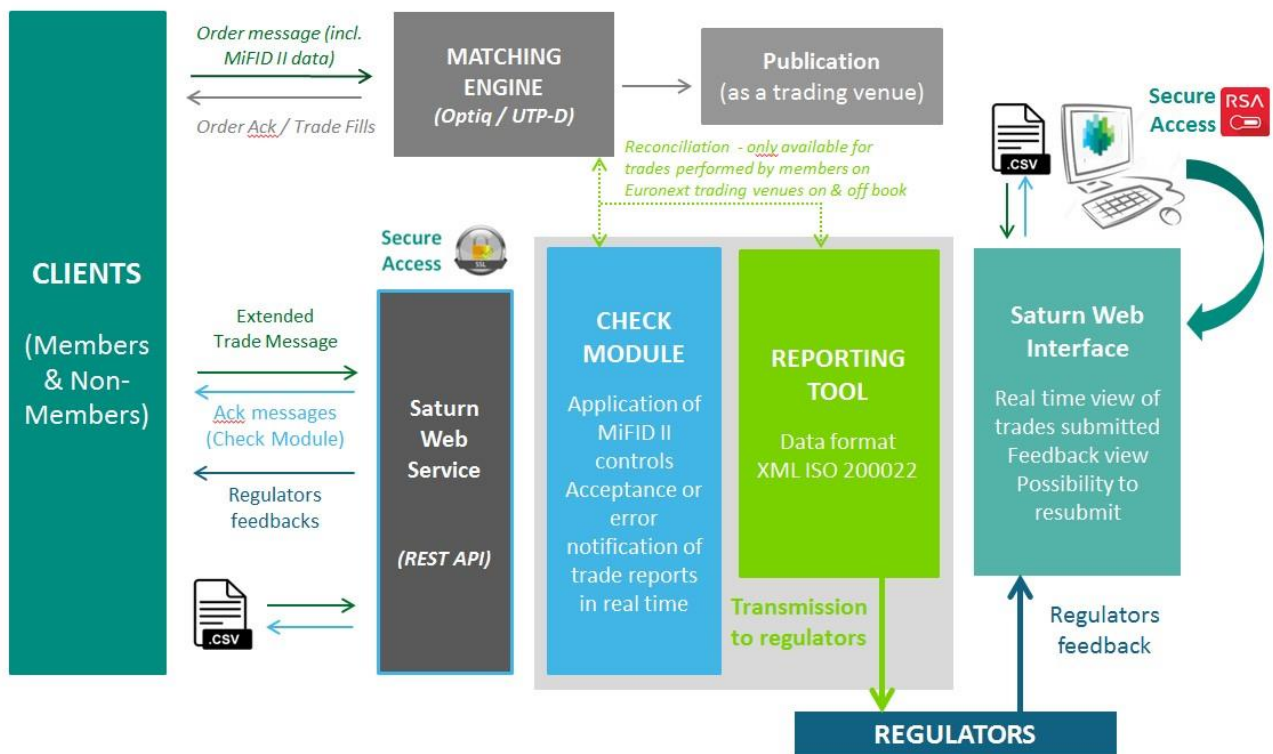 CLIENTS
(Members
& Non-
Members)
Order message (incl.
MiFID II data)
Order Ack / Trade Fills
MATCHING
ENGINE
(Optiq / UTP-D)
Publication
(as a trading venue)
Reconciliation - only available for
trades performed by members on
Euronext trading venues on & off book
Secure
Access
RSA
.CSV
Secure
Access
SSL
Extended
Trade Message
Ack messages
(Check Module)
Regulators
feedbacks
.CSV
Saturn
Web
Service
(REST API)
CHECK
MODULE
Application of
MiFID II
controls
Acceptance or
error
notification of
trade reports
in real time
REPORTING
TOOL
Data format
XML ISO 200022
Transmission
to regulators
Saturn Web
Interface
Real time view of
trades submitted
Feedback view
Possibility to
resubmit
Regulators
feedback
REGULATORS